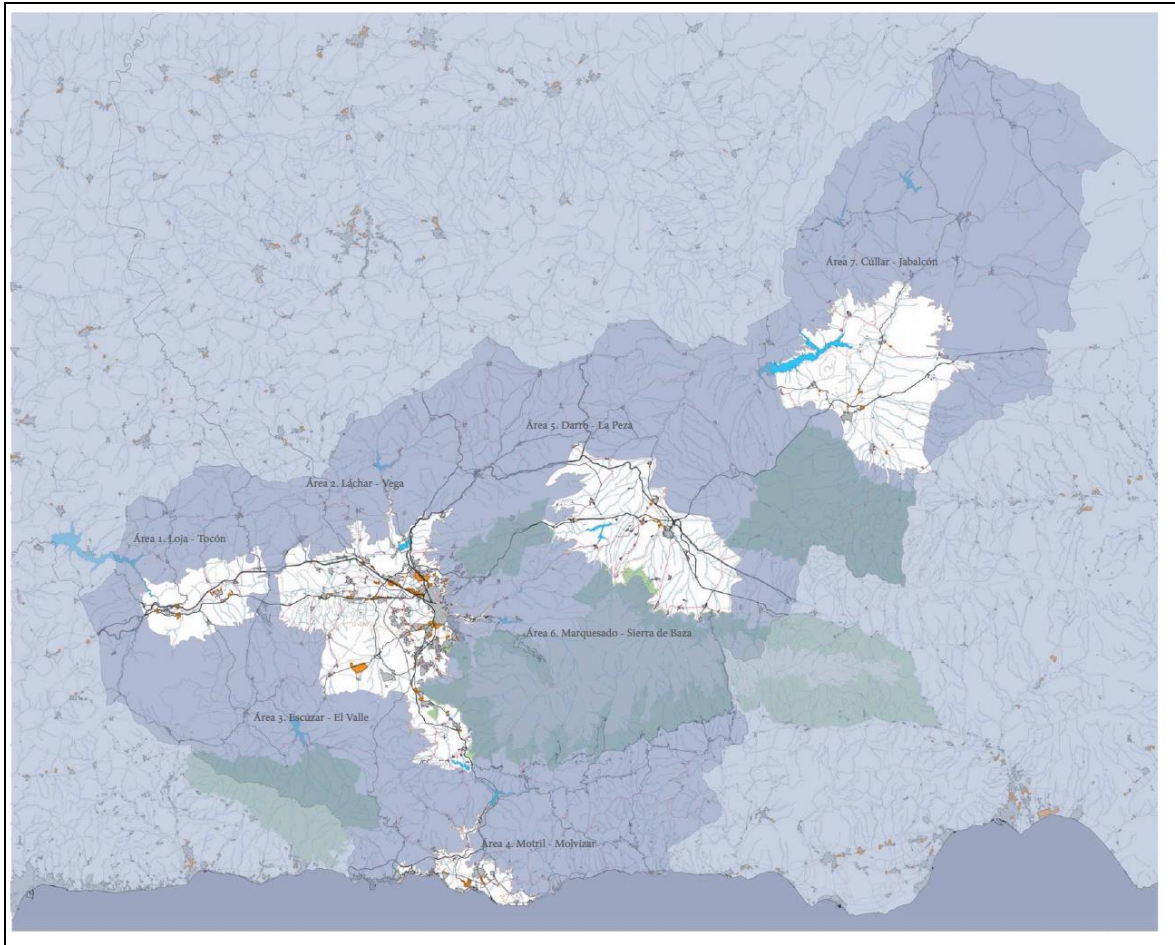 Área 7. Cúllar - Jabalcón
Área 5. Darro - La Peza
Área 2. Láchar - Vega
Área 1. Loja - Tocón
Área 6. Marquesado - Sierra de Baza
Área 3. Escúzar - El Valle
Área 4. Motril - Molvízar